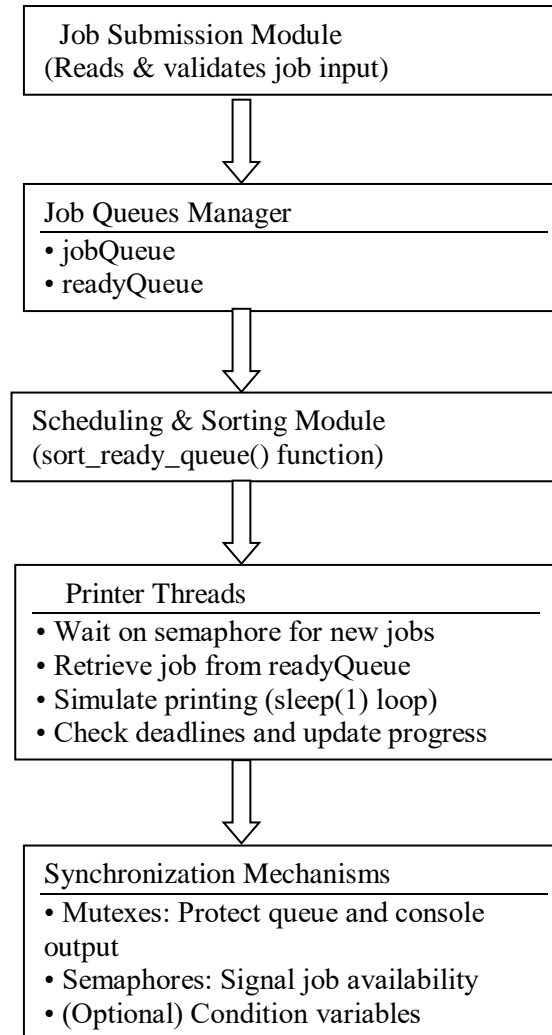 Job Submission Module
(Reads & validates job input)
Job Queues Manager
• jobQueue
• readyQueue
Scheduling & Sorting Module
(sort_ready_queue() function)
Printer Threads
• Wait on semaphore for new jobs
• Retrieve job from readyQueue
• Simulate printing (sleep(1) loop)
• Check deadlines and update progress
Synchronization Mechanisms
• Mutexes: Protect queue and console
output
• Semaphores: Signal job availability
• (Optional) Condition variables